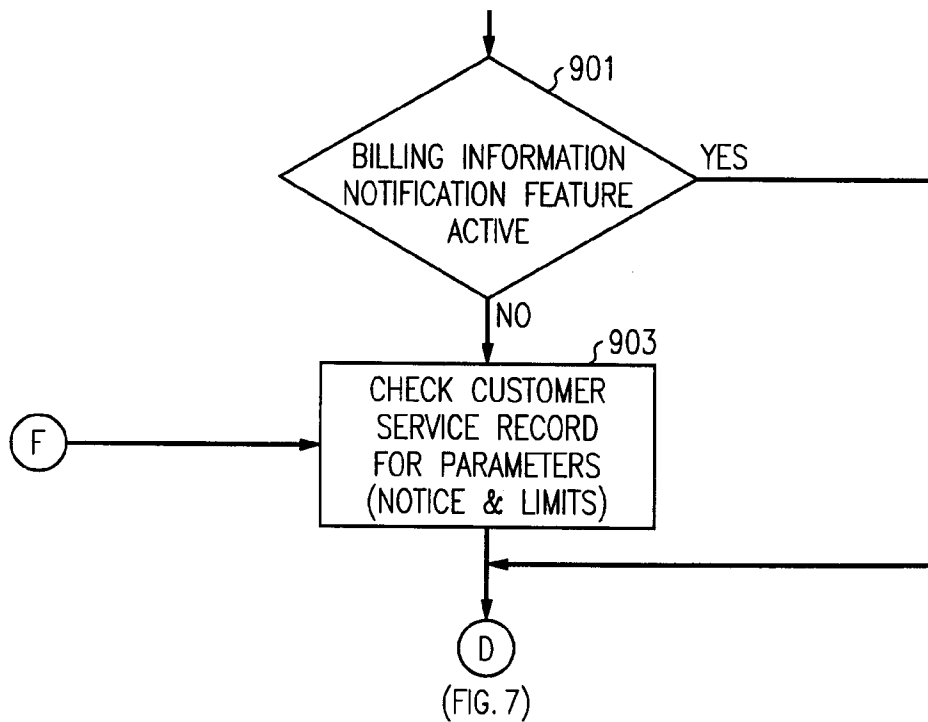 901
BILLING INFORMATION
NOTIFICATION FEATURE
ACTIVE
YES
NO
903
CHECK CUSTOMER
SERVICE RECORD
FOR PARAMETERS
(NOTICE & LIMITS)
F
D
(FIG. 7)